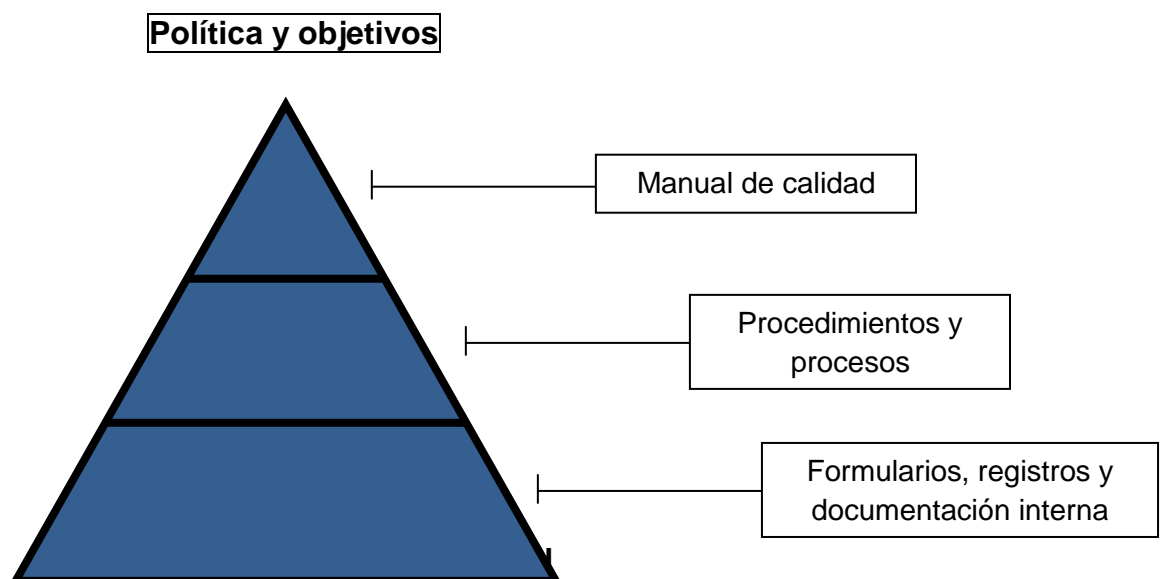 Política y objetivos
Manual de calidad
Procedimientos y
procesos
Formularios, registros y
documentación interna